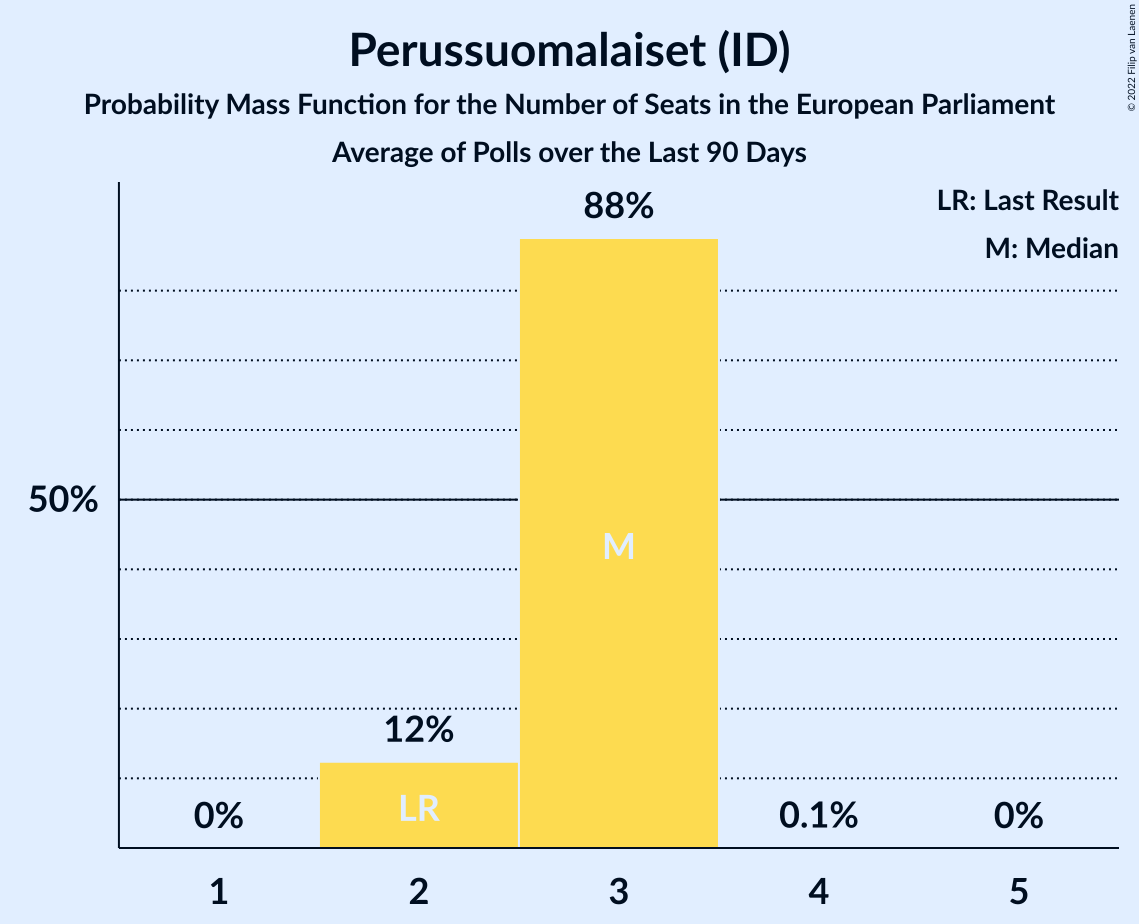 Perussuomalaiset (ID)
Probability Mass Function for the Number of Seats in the European Parliament
Average of Polls over the Last 90 Days
© 2022 Filip van Laenen
LR: Last Result
M: Median
88%
50%
M
12%
LR
0%
0.1%
0%
1 2 3 4 5